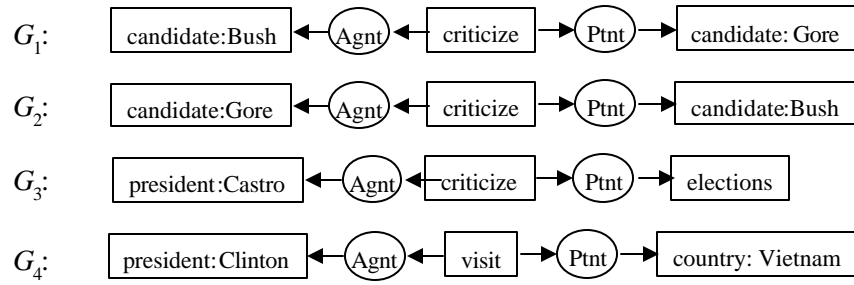 G1: candidate:Bush Agnt criticize Ptnt candidate: Gore
G2: candidate:Gore Agnt criticize Ptnt candidate:Bush
G3: president:Castro Agnt criticize Ptnt elections
G4: president:Clinton Agnt visit Ptnt country: Vietnam